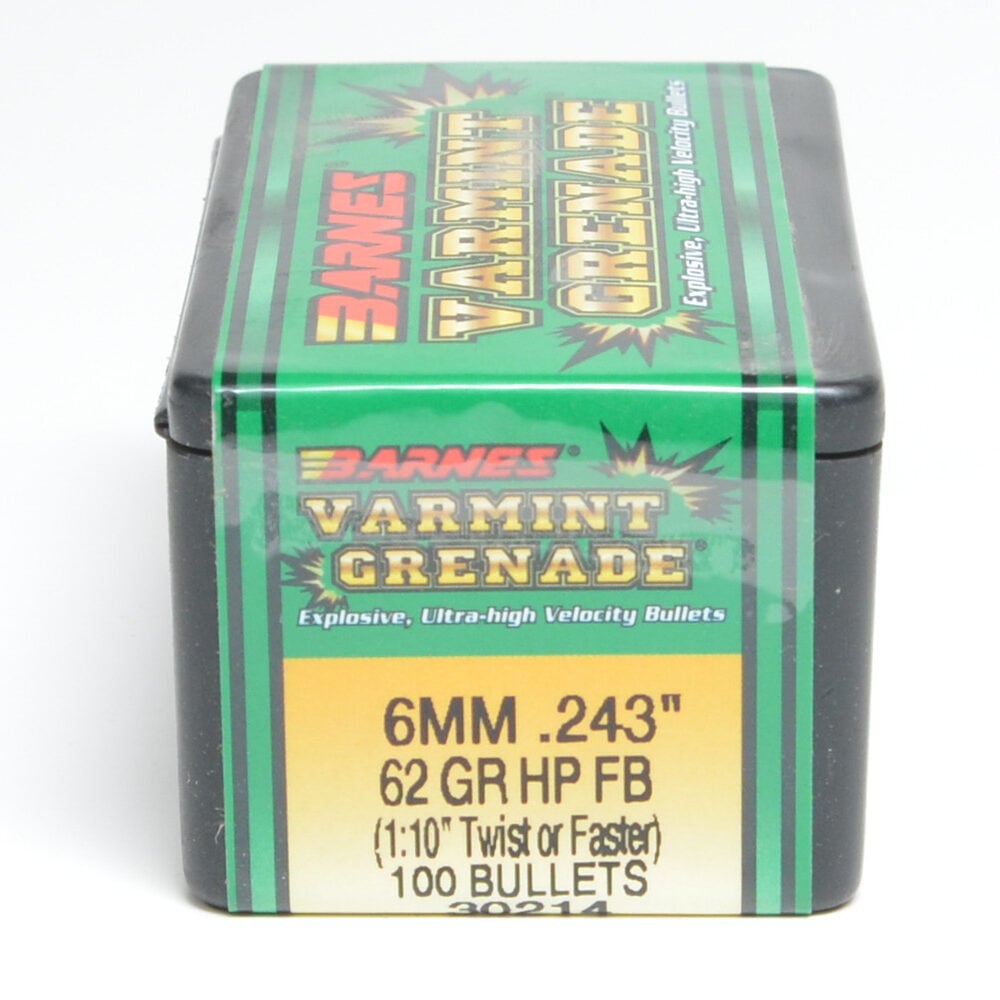 BARNES®
VARMINT
GRENADE
Explosive, Ultra-high Velocity Bullets
BARNES®
VARMINT
GRENADE®
Explosive, Ultra-high Velocity Bullets
6MM .243"
62 GR HP FB
(1:10" Twist or Faster)
100 BULLETS
30214